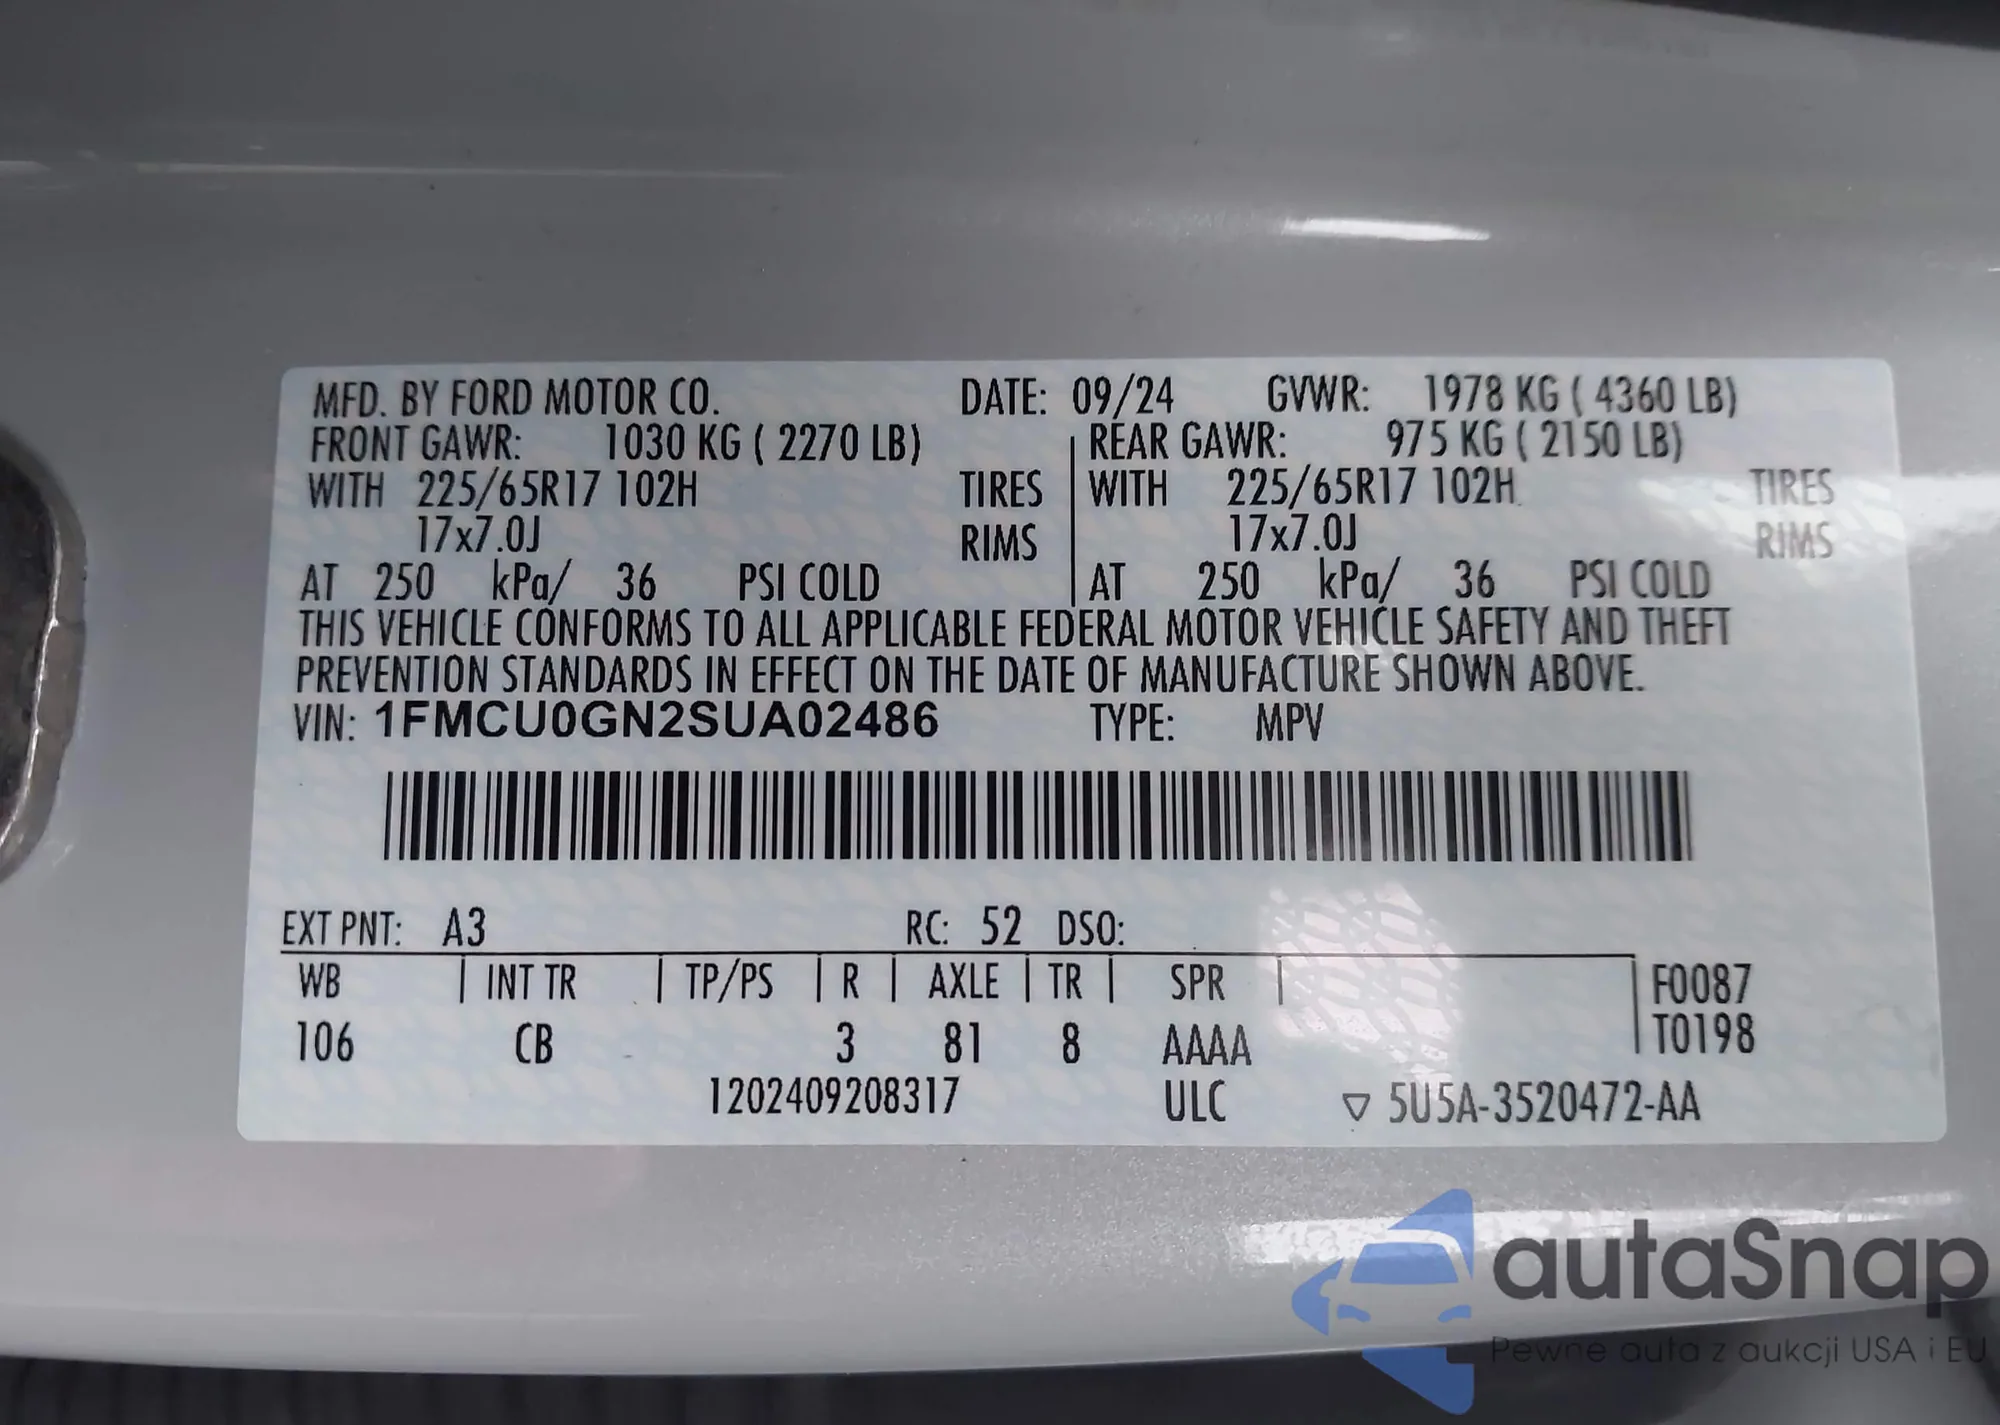 MFD. BY FORD MOTOR CO. DATE: 09/24 GVWR: 1978 KG ( 4360 LB)
FRONT GAWR: 1030 KG ( 2270 LB) REAR GAWR: 975 KG ( 2150 LB)
WITH 225/65R17 102H TIRES WITH 225/65R17 102H TIRES
17x7.0J RIMS 17x7.0J RIMS
AT 250 kPa/ 36 PSI COLD AT 250 kPa/ 36 PSI COLD
THIS VEHICLE CONFORMS TO ALL APPLICABLE FEDERAL MOTOR VEHICLE SAFETY AND THEFT
PREVENTION STANDARDS IN EFFECT ON THE DATE OF MANUFACTURE SHOWN ABOVE.
VIN: 1FMCU0GN2SUA02486 TYPE: MPV
EXT PNT: A3 RC: 52 DSO:
WB INT TR TP/PS R AXLE TR SPR F0087
106 CB 3 81 8 AAAA T0198
1202409208317 ULC ▽ 5U5A-3520472-AA
autaSnap
Pewne auta z aukcji USA i EU